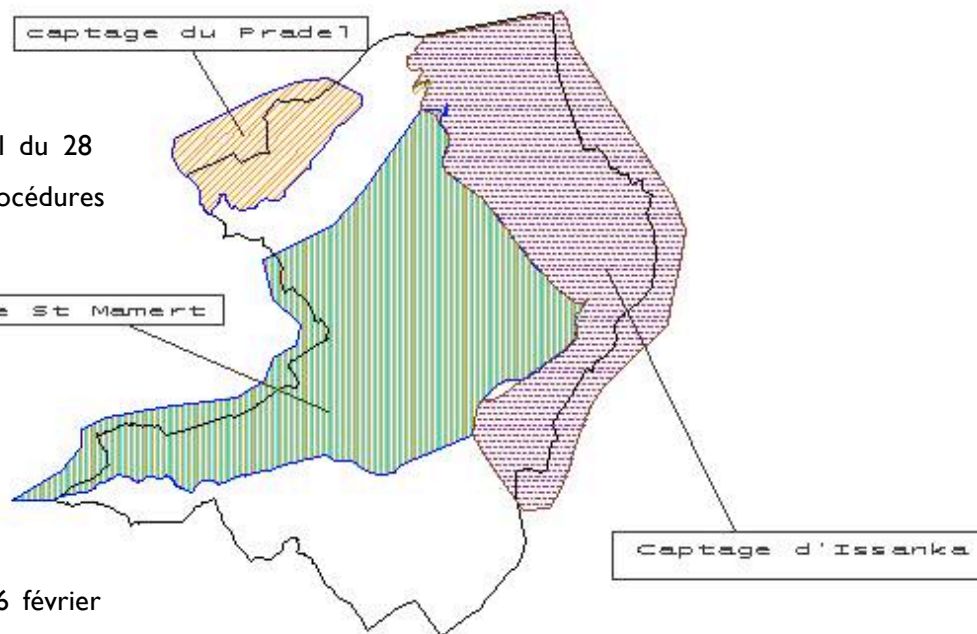 captage du Pradel
l du 28
océdures
e St Mamert
Captage d'Issanka
6 février